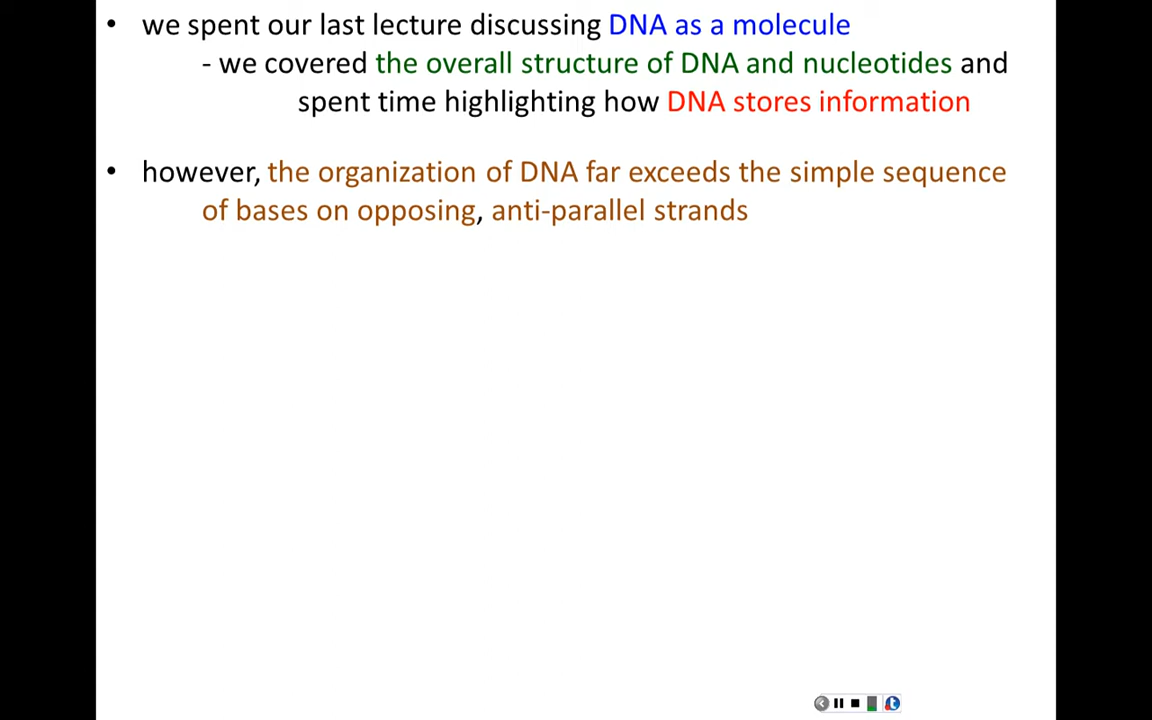 • we spent our last lecture discussing DNA as a molecule
- we covered the overall structure of DNA and nucleotides and
spent time highlighting how DNA stores information
• however, the organization of DNA far exceeds the simple sequence
of bases on opposing, anti-parallel strands